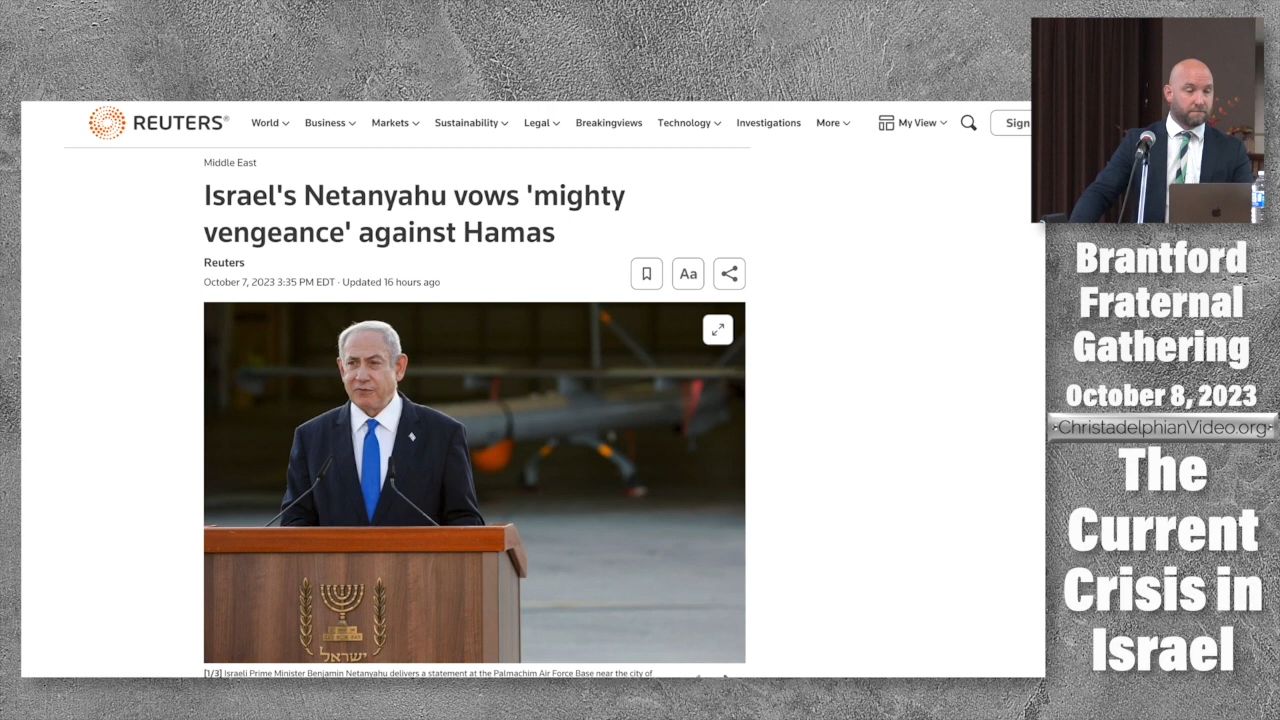 REUTERS®
World
Business
Markets
Sustainability
Legal
Breakingviews
Technology
Investigations
More
My View
Sign
Middle East
Israel's Netanyahu vows 'mighty
vengeance' against Hamas
Reuters
October 7, 2023 3:35 PM EDT · Updated 16 hours ago
Aa
ישראל
[1/3] Israeli Prime Minister Benjamin Netanyahu delivers a statement at the Palmachim Air Force Base near the city of
Brantford
Fraternal
Gathering
October 8, 2023
ChristadelphianVideo.org
The
Current
Crisis in
Israel